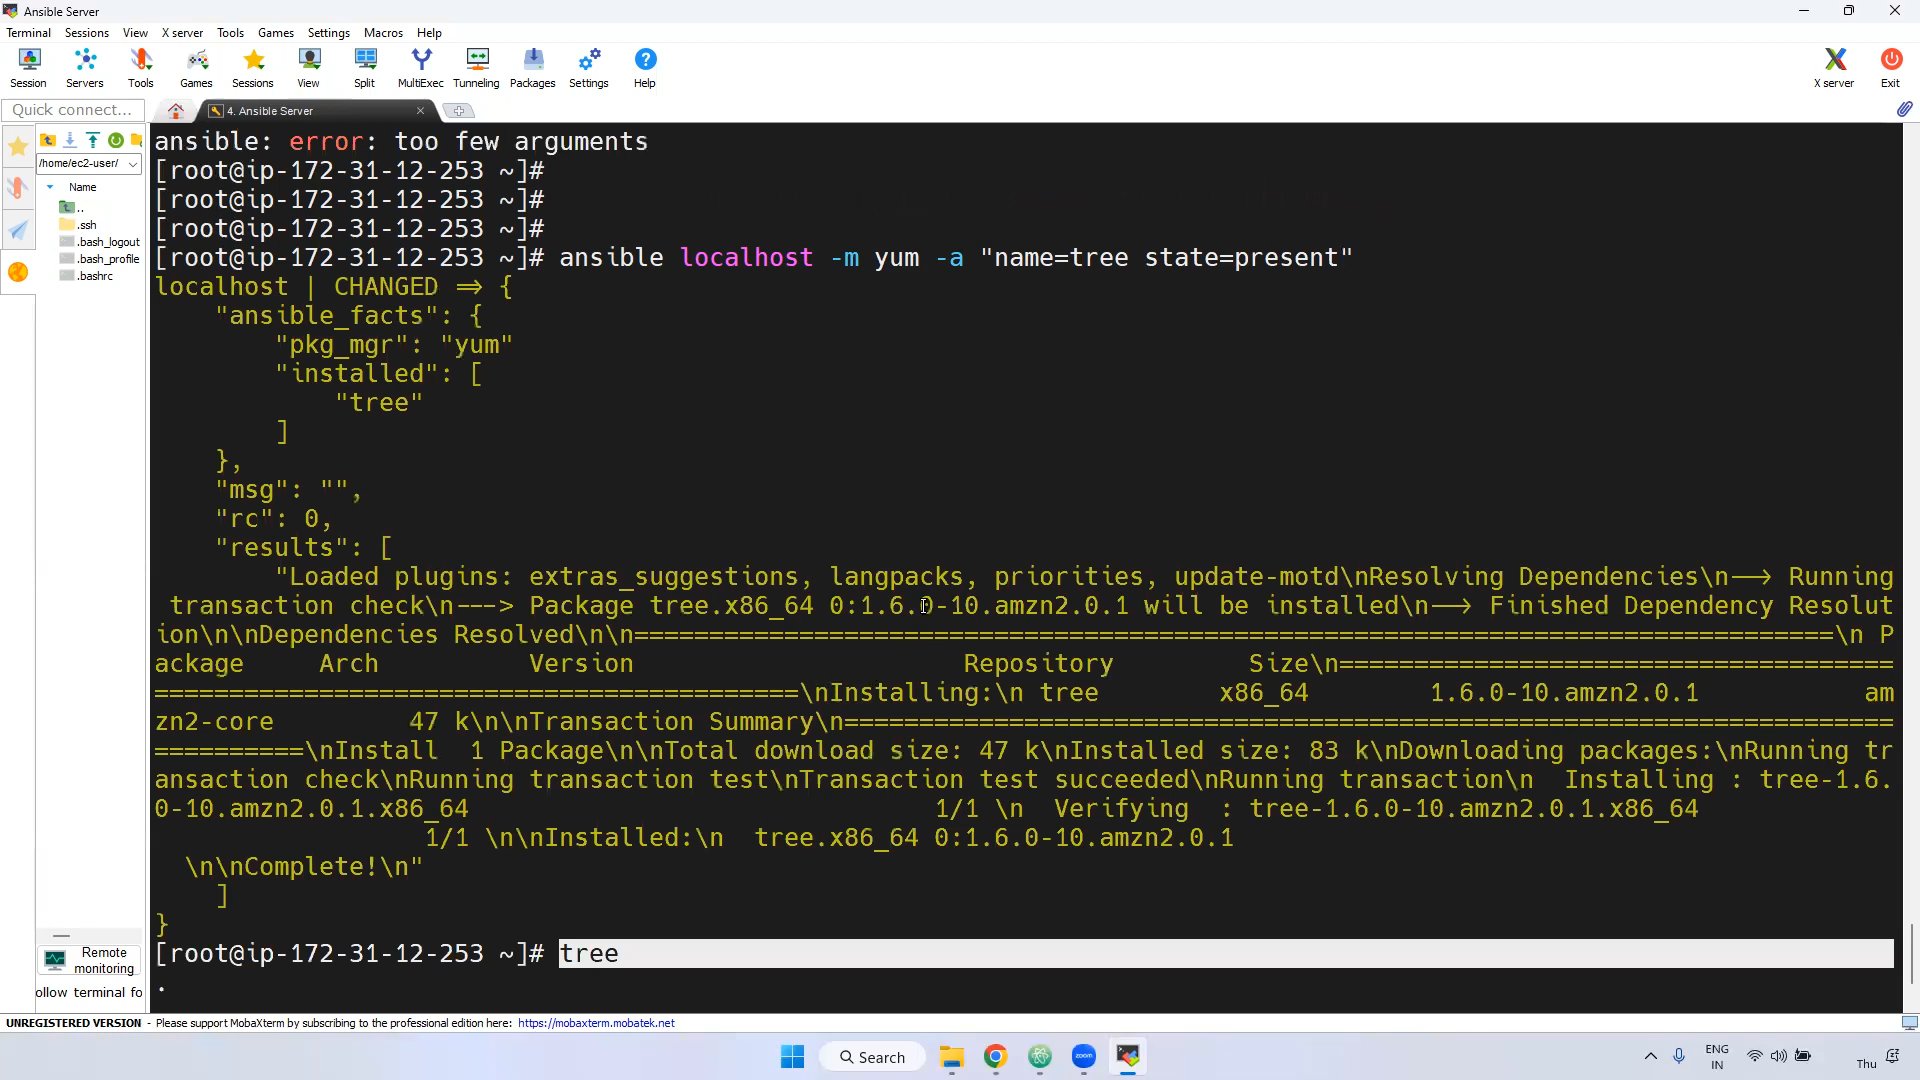 Ansible Server
Terminal Sessions View X server Tools Games Settings Macros Help
Session Servers Tools Games Sessions View Split MultiExec Tunneling Packages Settings Help X server Exit
Quick connect... 4. Ansible Server
/home/ec2-user/
Name
..
.ssh
.bash_logout
.bash_profile
.bashrc
ansible: error: too few arguments
[root@ip-172-31-12-253 ~]#
[root@ip-172-31-12-253 ~]#
[root@ip-172-31-12-253 ~]#
[root@ip-172-31-12-253 ~]# ansible localhost -m yum -a "name=tree state=present"
localhost | CHANGED => {
    "ansible_facts": {
        "pkg_mgr": "yum"
        "installed": [
            "tree"
        ]
    },
    "msg": "",
    "rc": 0,
    "results": [
        "Loaded plugins: extras_suggestions, langpacks, priorities, update-motd\nResolving Dependencies\n--> Running
 transaction check\n---> Package tree.x86_64 0:1.6.0-10.amzn2.0.1 will be installed\n--> Finished Dependency Resolut
ion\n\nDependencies Resolved\n\n================================================================================\n P
ackage     Arch          Version                      Repository         Size\n=====================================
===========================================\nInstalling:\n tree        x86_64        1.6.0-10.amzn2.0.1           am
zn2-core         47 k\n\nTransaction Summary\n======================================================================
==========\nInstall  1 Package\n\nTotal download size: 47 k\nInstalled size: 83 k\nDownloading packages:\nRunning tr
ansaction check\nRunning transaction test\nTransaction test succeeded\nRunning transaction\n  Installing : tree-1.6.
0-10.amzn2.0.1.x86_64                               1/1 \n  Verifying  : tree-1.6.0-10.amzn2.0.1.x86_64
                  1/1 \n\nInstalled:\n  tree.x86_64 0:1.6.0-10.amzn2.0.1
  \n\nComplete!\n"
    ]
}
[root@ip-172-31-12-253 ~]# tree
.
Remote
monitoring
ollow terminal fo
UNREGISTERED VERSION - Please support MobaXterm by subscribing to the professional edition here: https://mobaxterm.mobatek.net
Search
zoom
ENG
IN
Thu